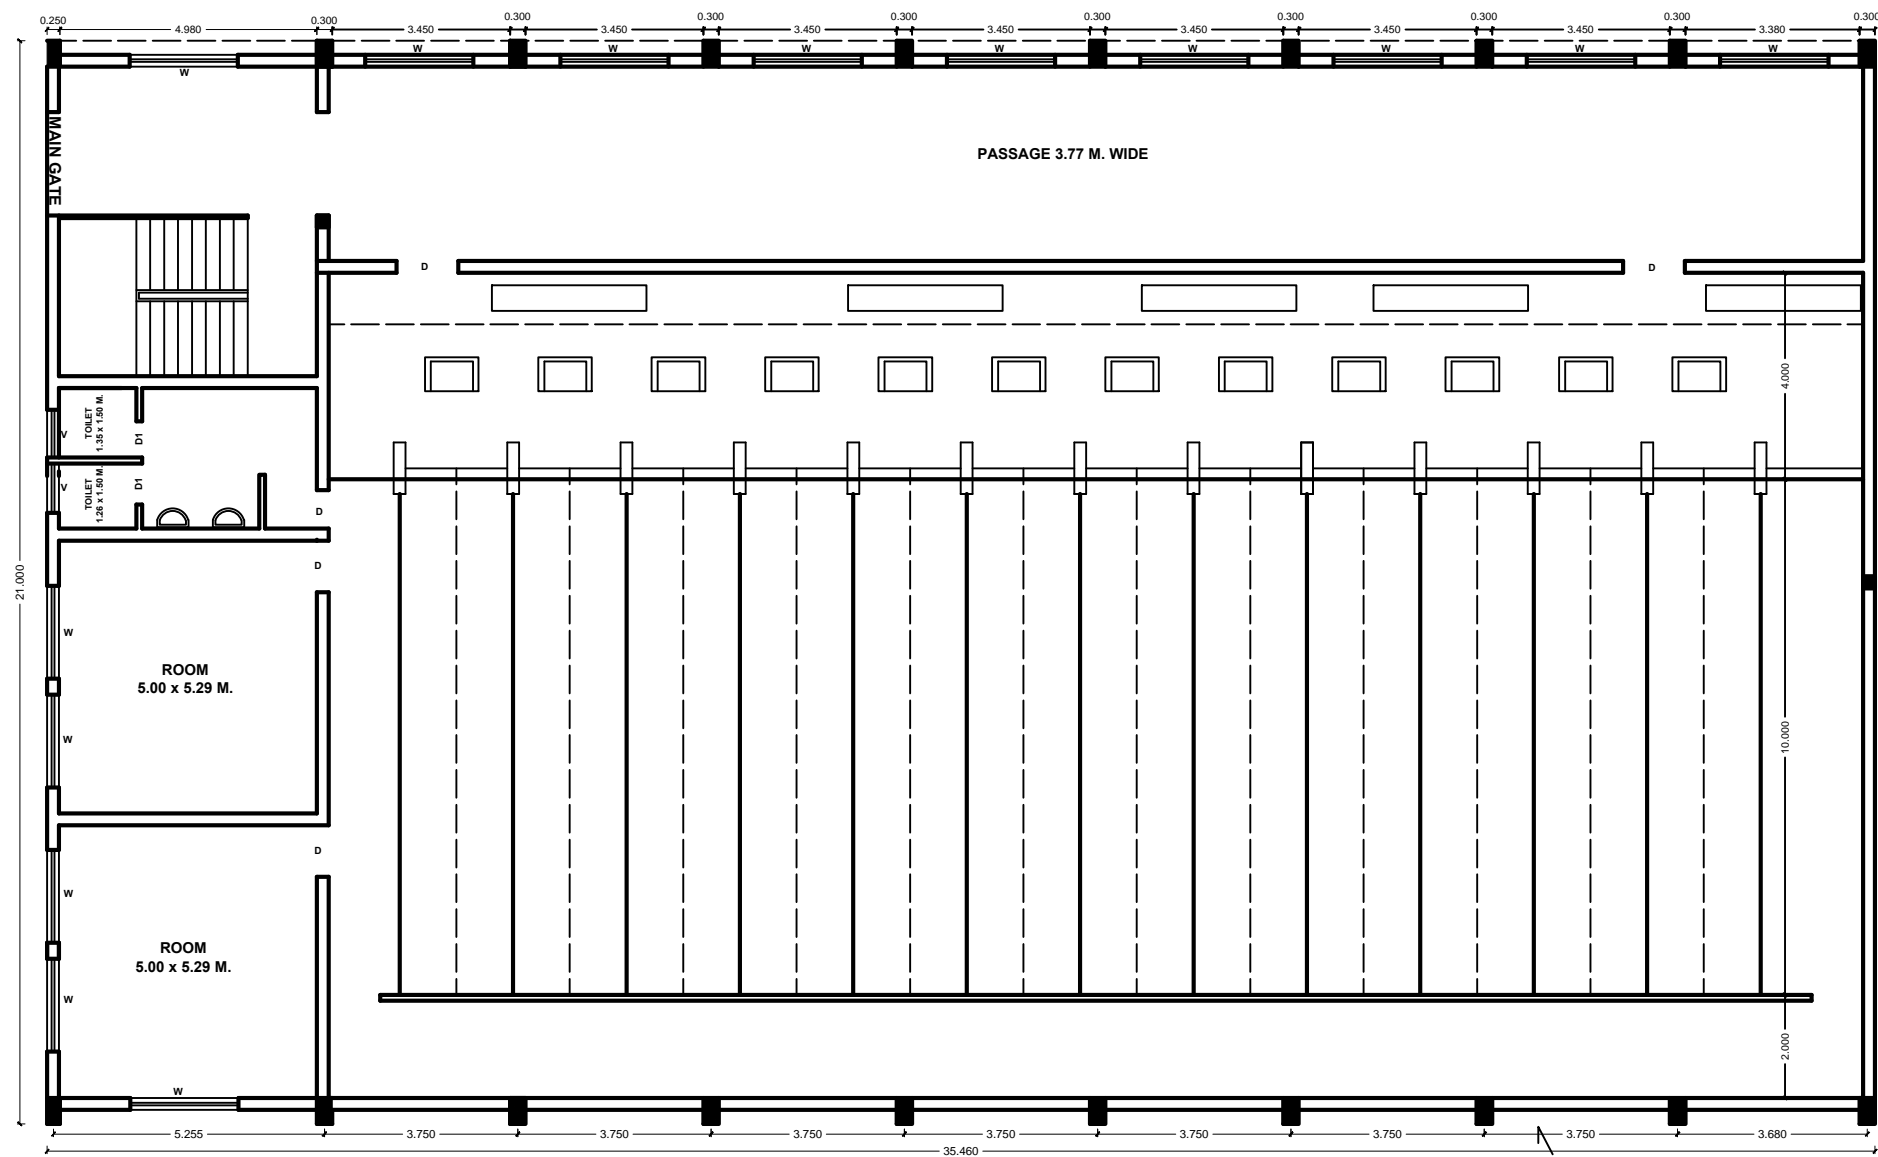 0.250
0.300
0.300
0.300
0.300
0.300
0.300
0.300
0.300
0.300
4.980
3.450
3.450
3.450
3.450
3.450
3.450
3.450
3.380
W
W
W
W
W
W
W
W
W
MAIN GATE
PASSAGE 3.77 M. WIDE
D
D
4.000
TOILET
1.35 x 1.50 M.
V
D1
TOILET
1.26 x 1.50 M.
V
D1
D
D
21.000
W
ROOM
5.00 x 5.29 M.
W
10.000
D
W
ROOM
5.00 x 5.29 M.
W
2.000
W
5.255
3.750
3.750
3.750
3.750
3.750
3.750
3.750
3.680
35.460